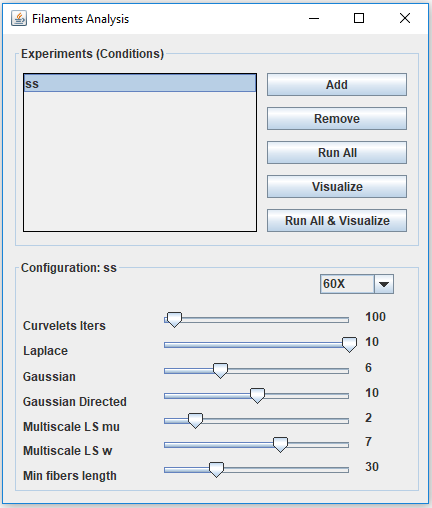 Filaments Analysis
Experiments (Conditions)
ss
Add
Remove
Run All
Visualize
Run All & Visualize
Configuration: ss
60X
Curvelets Iters 100
Laplace 10
Gaussian 6
Gaussian Directed 10
Multiscale LS mu 2
Multiscale LS w 7
Min fibers length 30